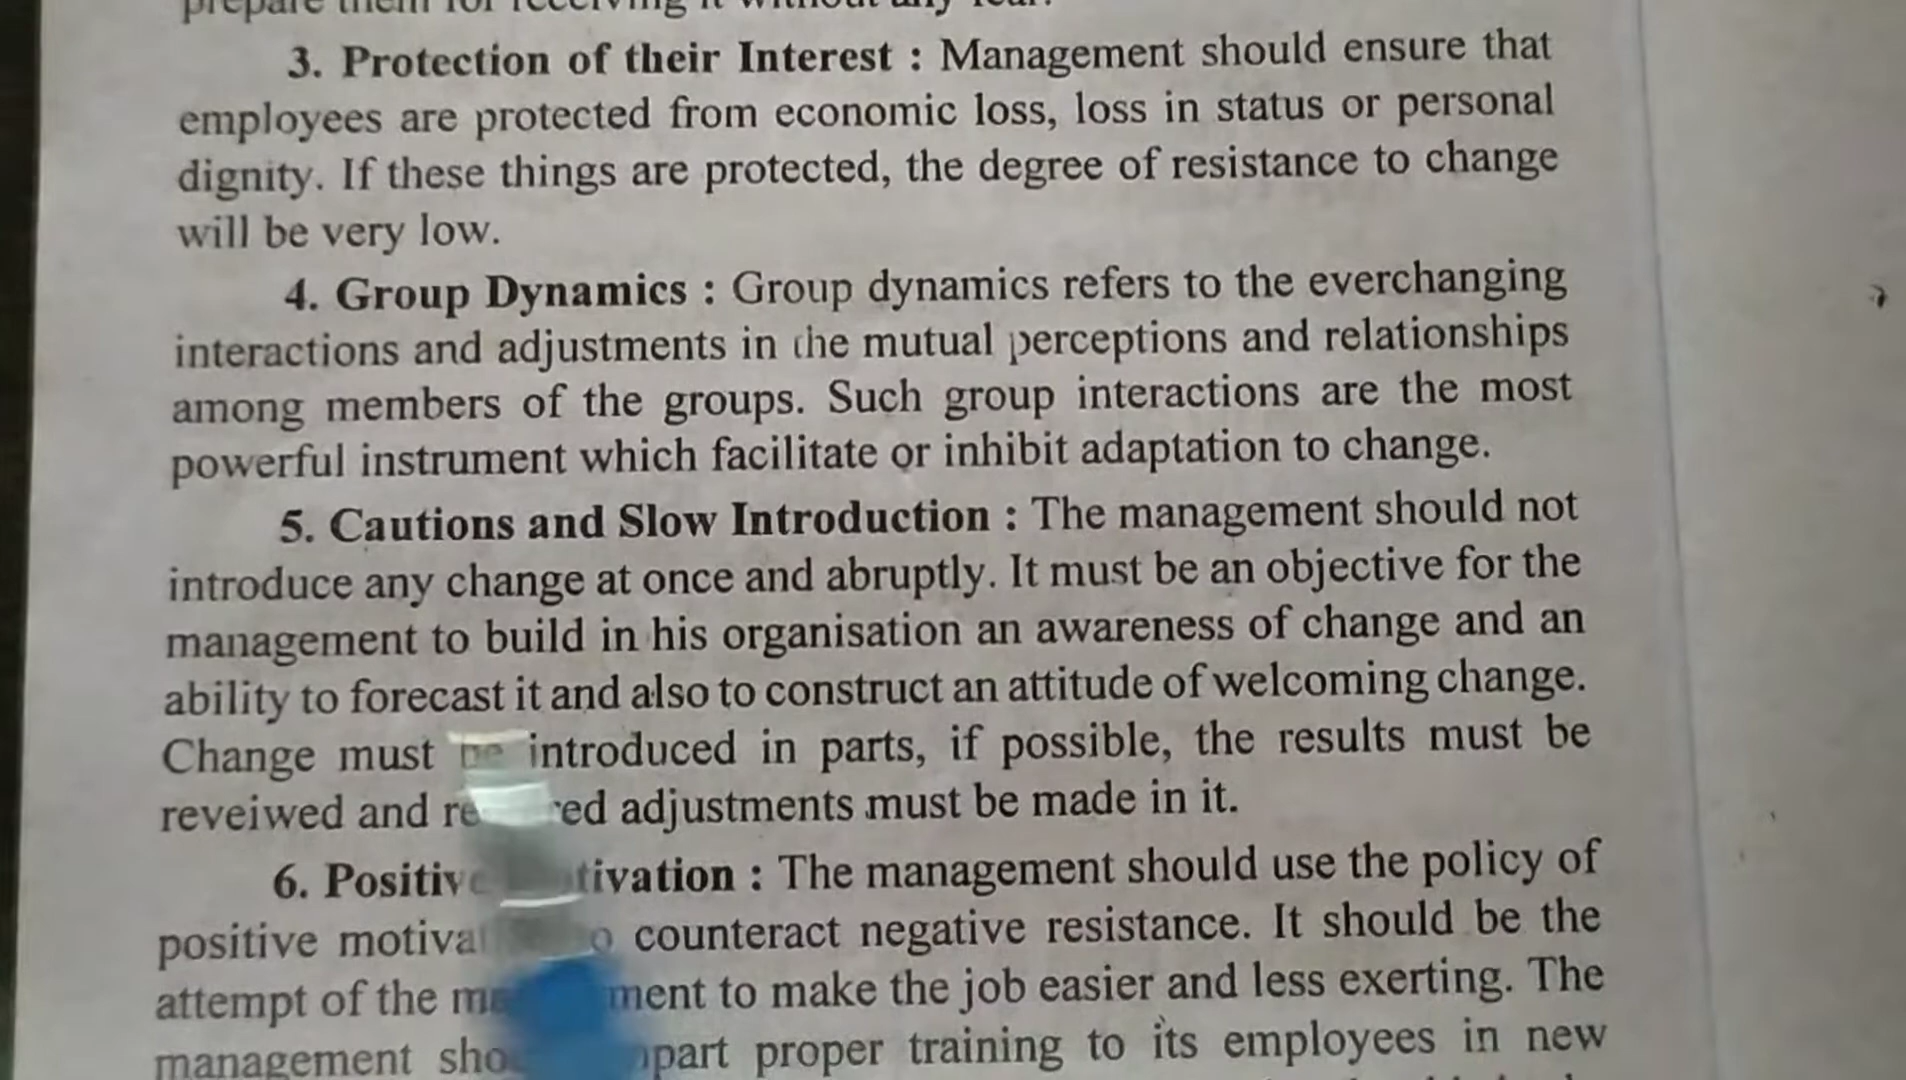 prepare them for receiving it without any fear.
3. Protection of their Interest : Management should ensure that
employees are protected from economic loss, loss in status or personal
dignity. If these things are protected, the degree of resistance to change
will be very low.
4. Group Dynamics : Group dynamics refers to the everchanging
interactions and adjustments in the mutual perceptions and relationships
among members of the groups. Such group interactions are the most
powerful instrument which facilitate or inhibit adaptation to change.
5. Cautions and Slow Introduction : The management should not
introduce any change at once and abruptly. It must be an objective for the
management to build in his organisation an awareness of change and an
ability to forecast it and also to construct an attitude of welcoming change.
Change must be introduced in parts, if possible, the results must be
reveiwed and adjustments must be made in it.
6. Positive : The management should use the policy of
positive counteract negative resistance. It should be the
attempt of the to make the job easier and less exerting. The
management proper training to its employees in new